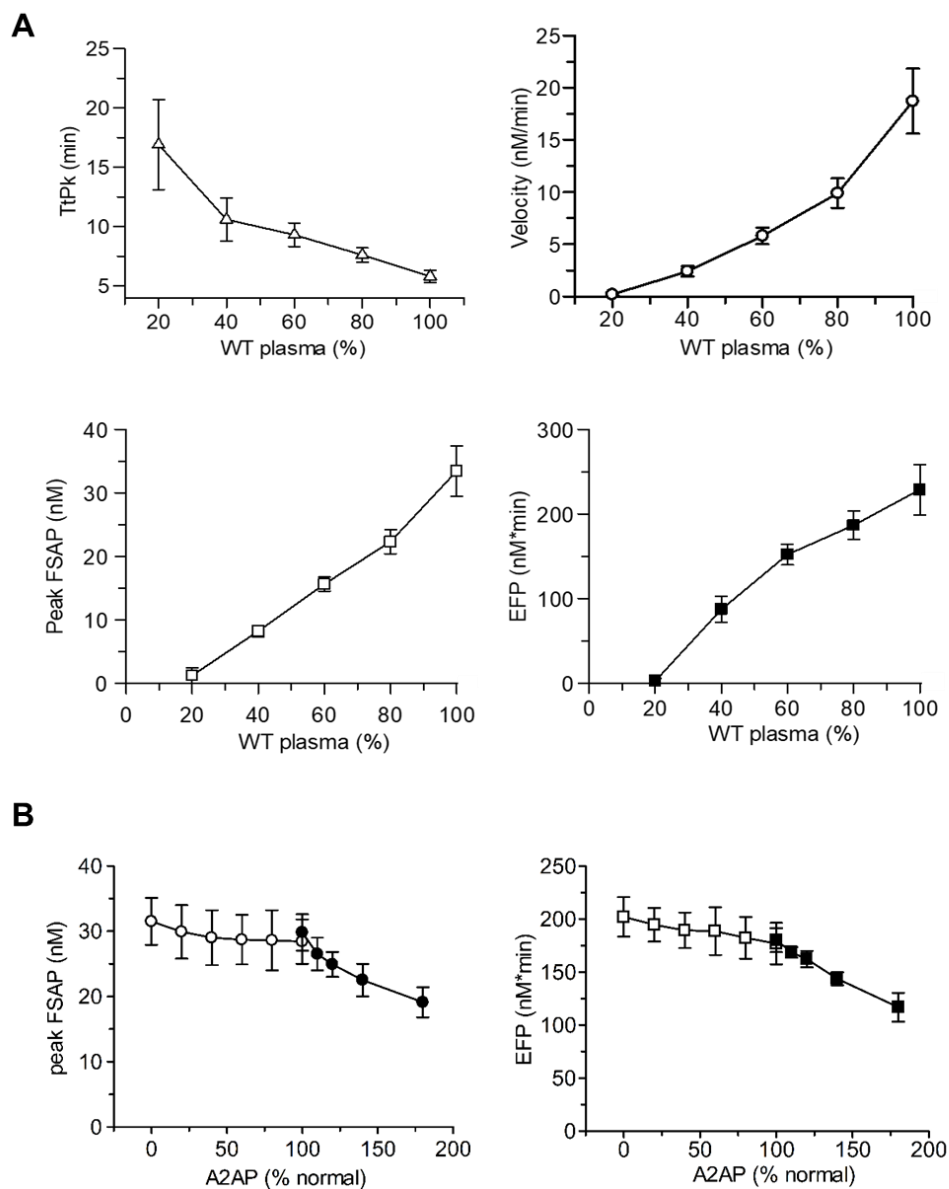 A
TtPk (min)
25
20
15
10
5
20 40 60 80 100
WT plasma (%)
Velocity (nM/min)
25
20
15
10
5
0
20 40 60 80 100
WT plasma (%)
Peak FSAP (nM)
40
30
20
10
0
0 20 40 60 80 100
WT plasma (%)
EFP (nM*min)
300
200
100
0
0 20 40 60 80 100
WT plasma (%)
B
peak FSAP (nM)
40
30
20
10
0
0 50 100 150 200
A2AP (% normal)
EFP (nM*min)
250
200
150
100
50
0
0 50 100 150 200
A2AP (% normal)